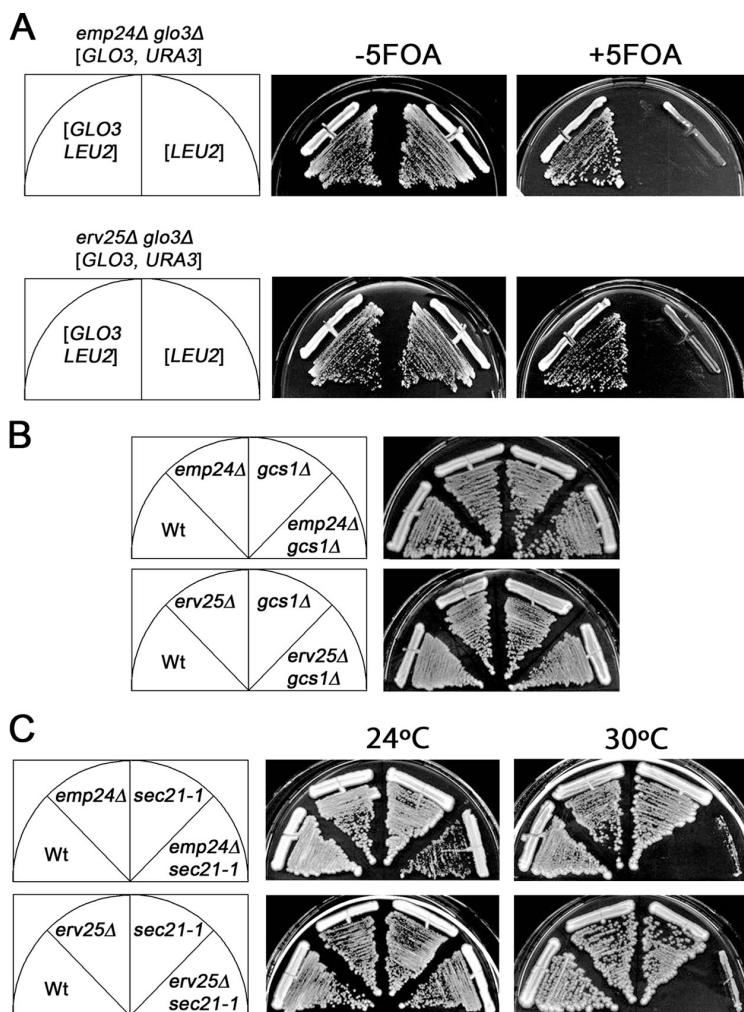 A
emp24Δ glo3Δ
[GLO3, URA3]
-5FOA
+5FOA
[GLO3
LEU2]
[LEU2]
erv25Δ glo3Δ
[GLO3, URA3]
[GLO3
LEU2]
[LEU2]
B
emp24Δ
gcs1Δ
Wt
emp24Δ
gcs1Δ
erv25Δ
gcs1Δ
Wt
erv25Δ
gcs1Δ
C
24ºC
30ºC
emp24Δ
sec21-1
Wt
emp24Δ
sec21-1
erv25Δ
sec21-1
Wt
erv25Δ
sec21-1